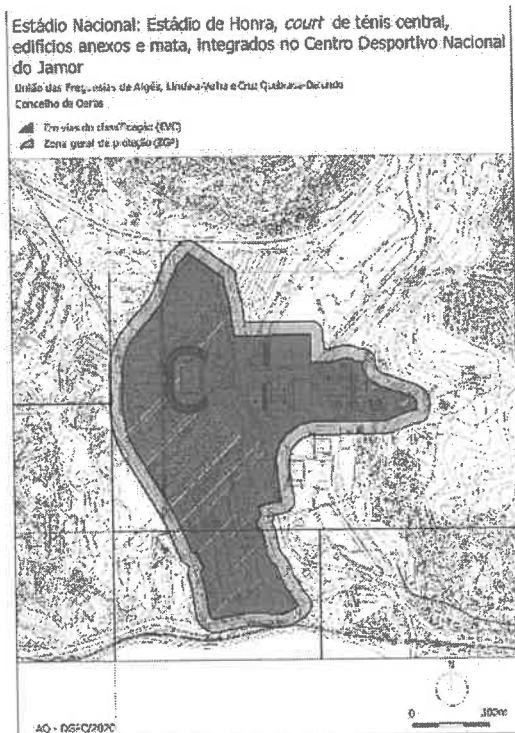 Estádio Nacional: Estádio de Honra, court de ténis central,
edifícios anexos e mata, integrados no Centro Desportivo Nacional
do Jamor
União das Freguesias de Algés, Linda-a-Velha e Cruz Quebrada-Dafundo
Concelho de Oeiras
Em vias de classificação (EVC)
Zona geral de proteção (ZGP)
N
0 300m
AO - DGPC/2020